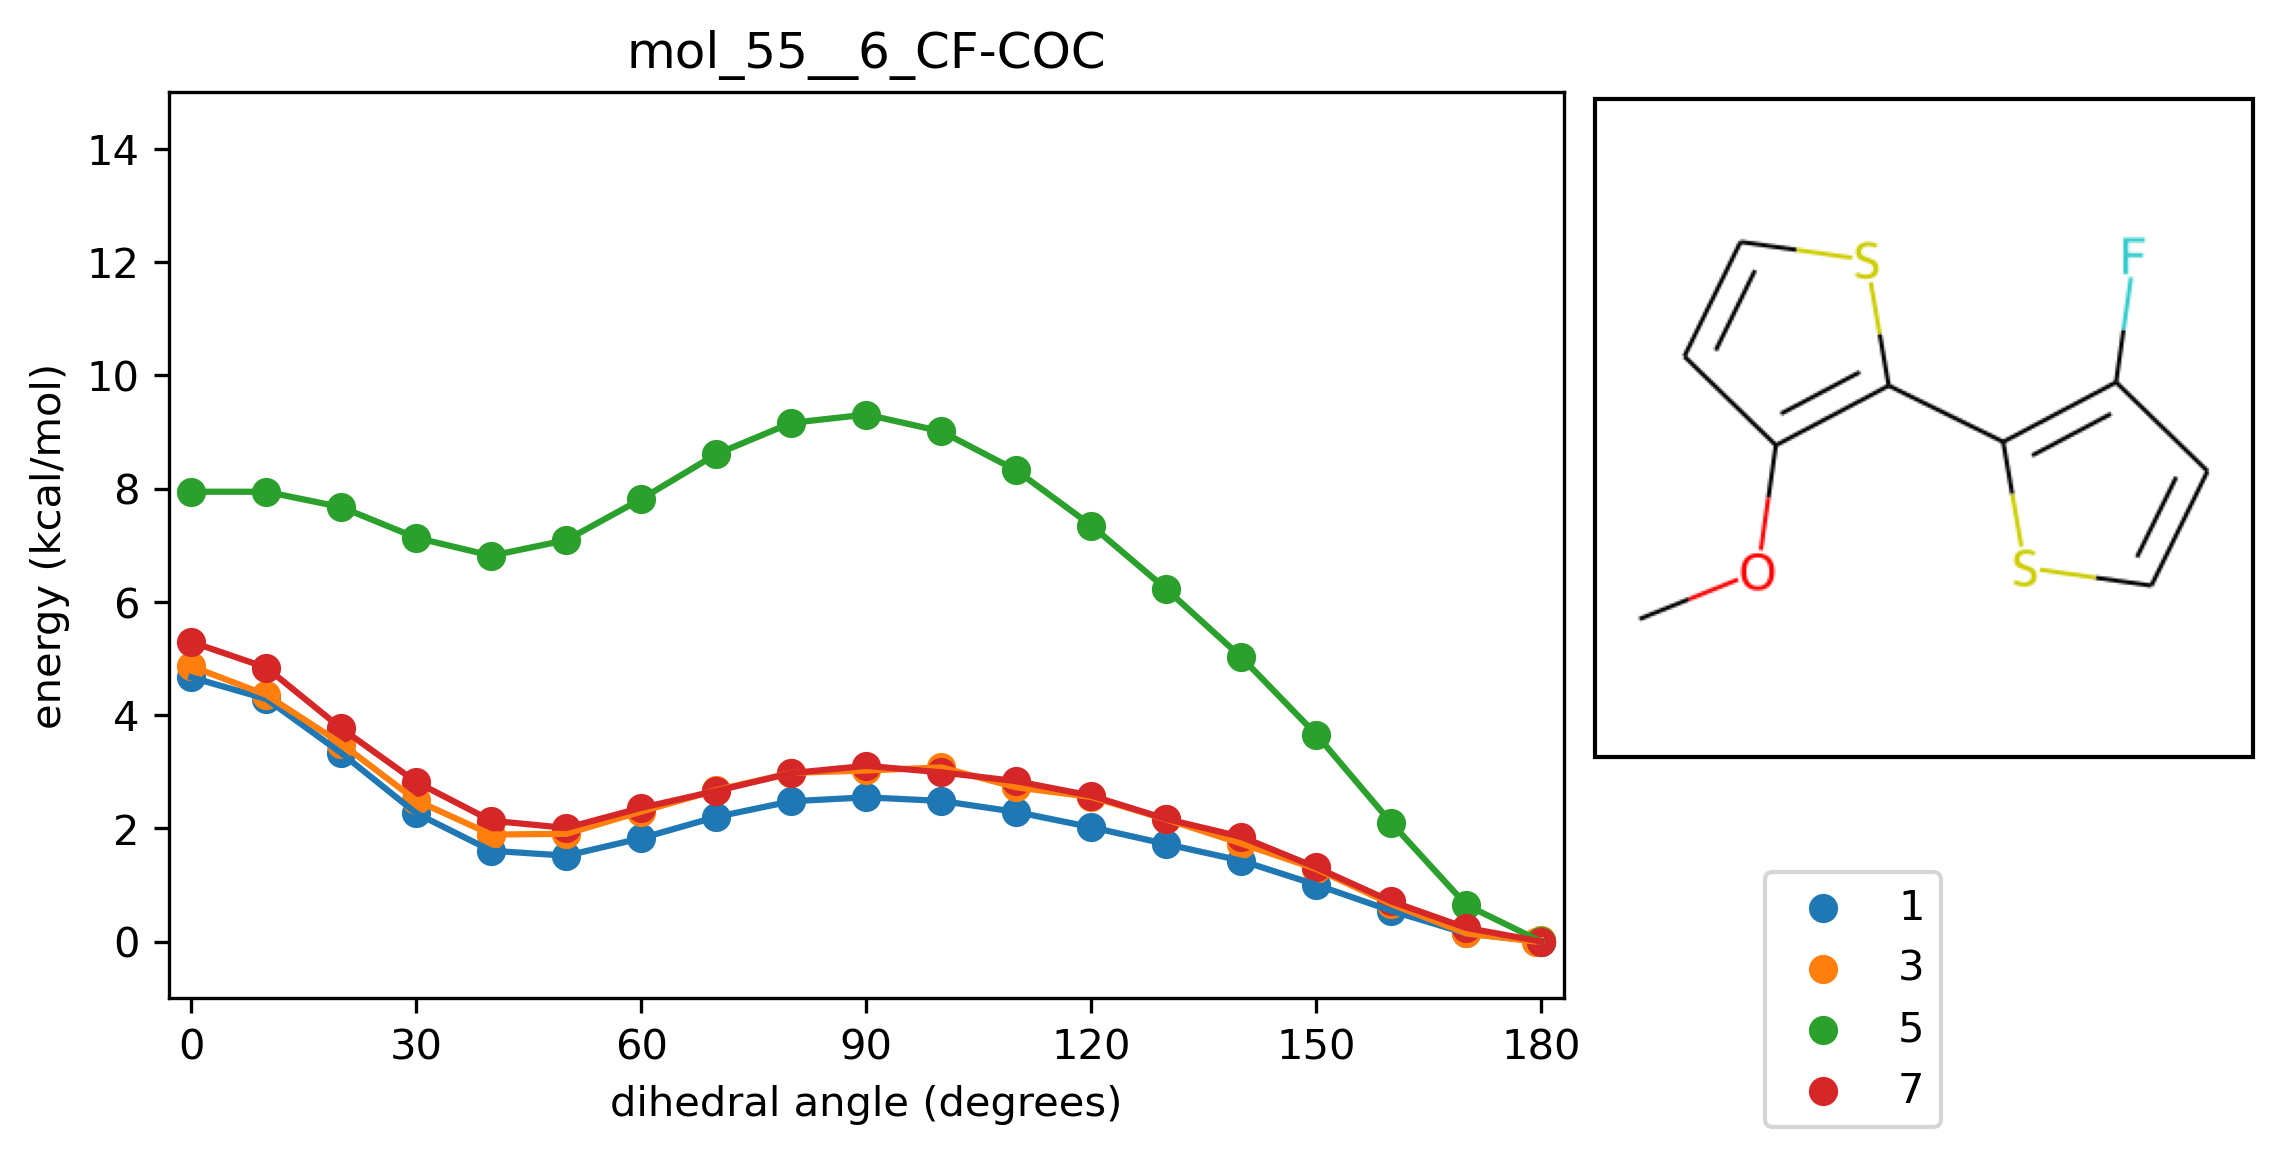 mol_55__6_CF-COC
14
12
10
8
6
4
2
0
energy (kcal/mol)
0 30 60 90 120 150 180
dihedral angle (degrees)
S
F
O
S
1
3
5
7